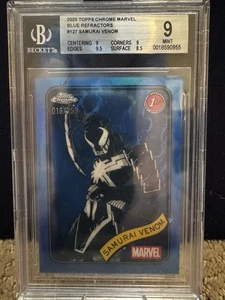 BECKETT
2020 TOPPS CHROME MARVEL
BLUE REFRACTORS
#127 SAMURAI VENOM
CENTERING 9 CORNERS 9
EDGES 9.5 SURFACE 8.5
9
MINT
SAMURAI VENOM
MARVEL